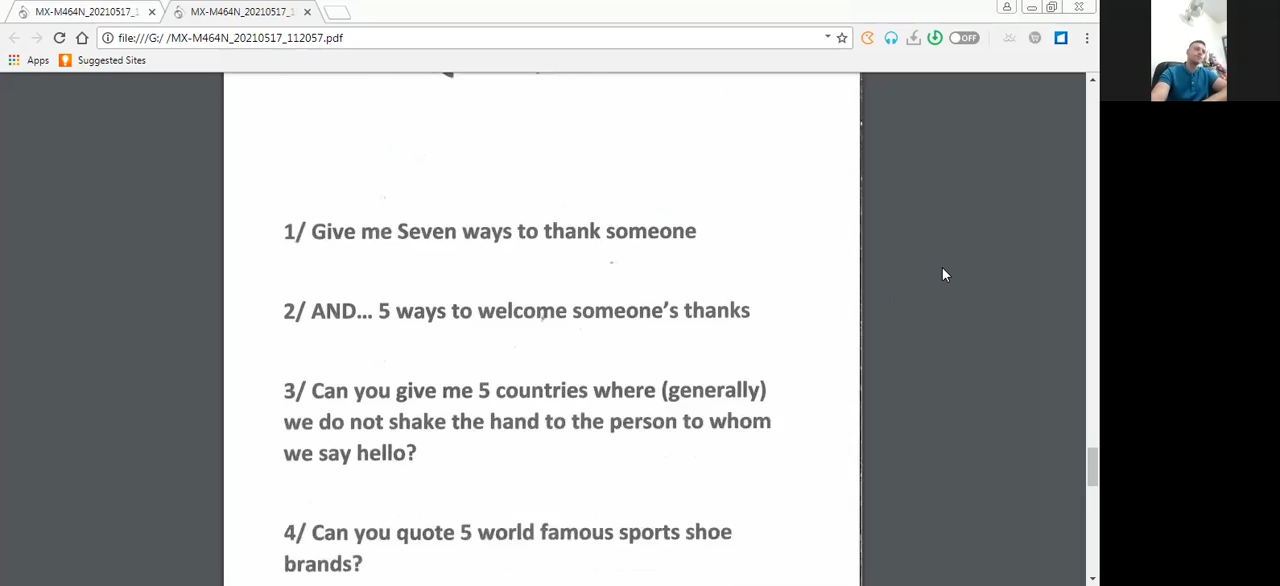 MX-M464N_20210517_1
MX-M464N_20210517_1
file:///G:/ /MX-M464N_20210517_112057.pdf
OFF
Apps
Suggested Sites
1/ Give me Seven ways to thank someone
2/ AND... 5 ways to welcome someone's thanks
3/ Can you give me 5 countries where (generally)
we do not shake the hand to the person to whom
we say hello?
4/ Can you quote 5 world famous sports shoe
brands?